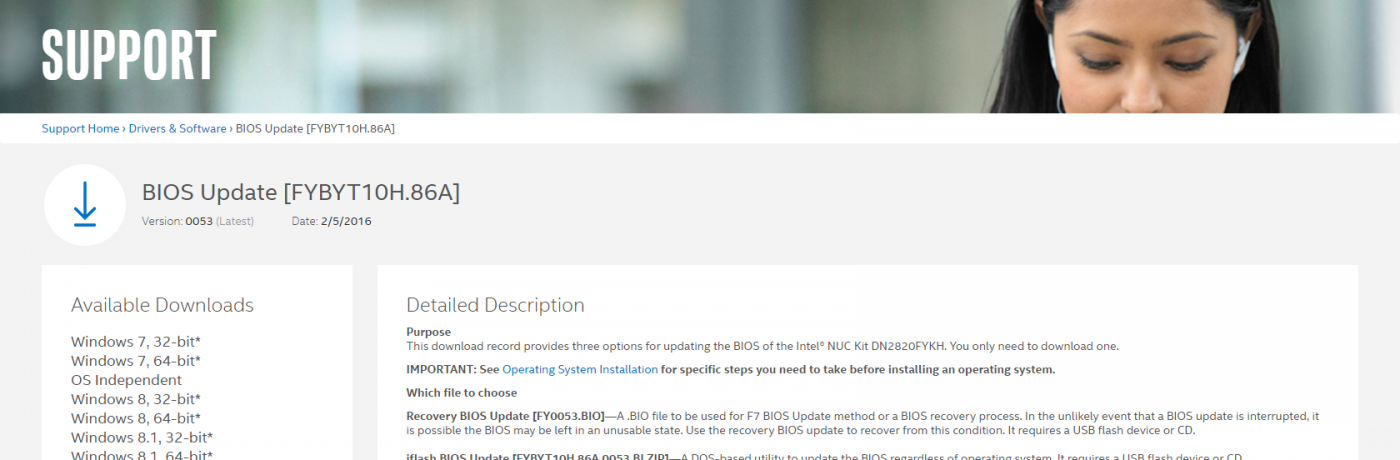 SUPPORT
Support Home › Drivers & Software › BIOS Update [FYBYT10H.86A]
BIOS Update [FYBYT10H.86A]
Version: 0053 (Latest) Date: 2/5/2016
Available Downloads
Windows 7, 32-bit*
Windows 7, 64-bit*
OS Independent
Windows 8, 32-bit*
Windows 8, 64-bit*
Windows 8.1, 32-bit*
Windows 8.1, 64-bit*
Detailed Description
Purpose
This download record provides three options for updating the BIOS of the Intel® NUC Kit DN2820FYKH. You only need to download one.
IMPORTANT: See Operating System Installation for specific steps you need to take before installing an operating system.
Which file to choose
Recovery BIOS Update [FY0053.BIO]—A .BIO file to be used for F7 BIOS Update method or a BIOS recovery process. In the unlikely event that a BIOS update is interrupted, it
is possible the BIOS may be left in an unusable state. Use the recovery BIOS update to recover from this condition. It requires a USB flash device or CD.
iflash BIOS Update [FYBYT10H.86A.0053.BI.ZIP]—A DOS-based utility to update the BIOS regardless of operating system. It requires a USB flash device or CD.